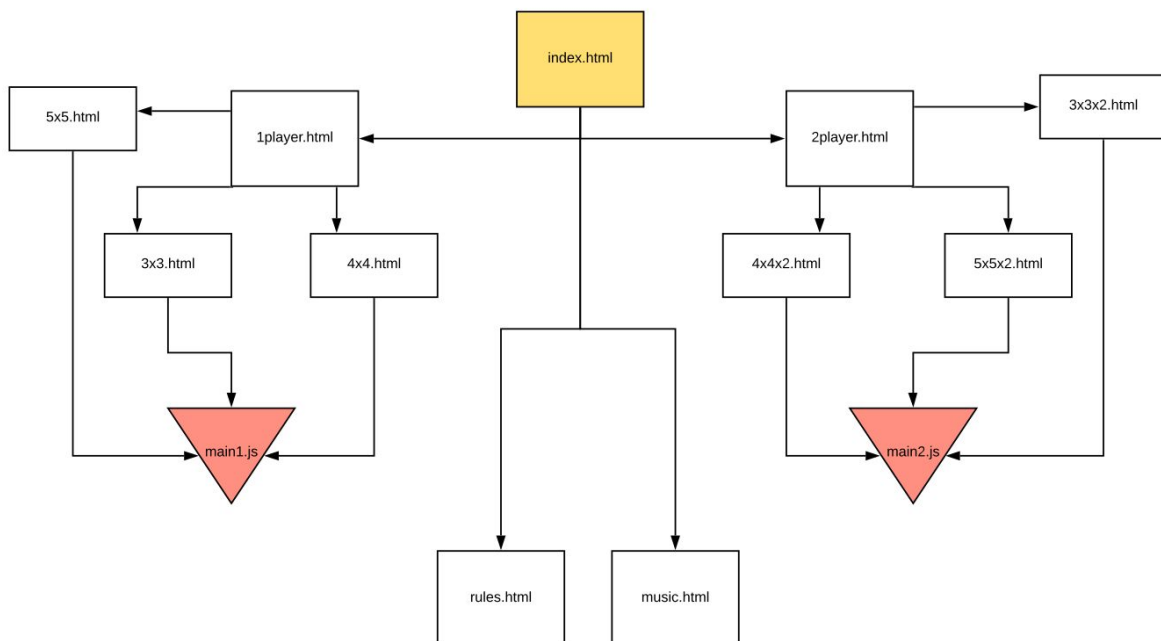 index.html
5x5.html
1player.html
2player.html
3x3x2.html
3x3.html
4x4.html
4x4x2.html
5x5x2.html
main1.js
main2.js
rules.html
music.html